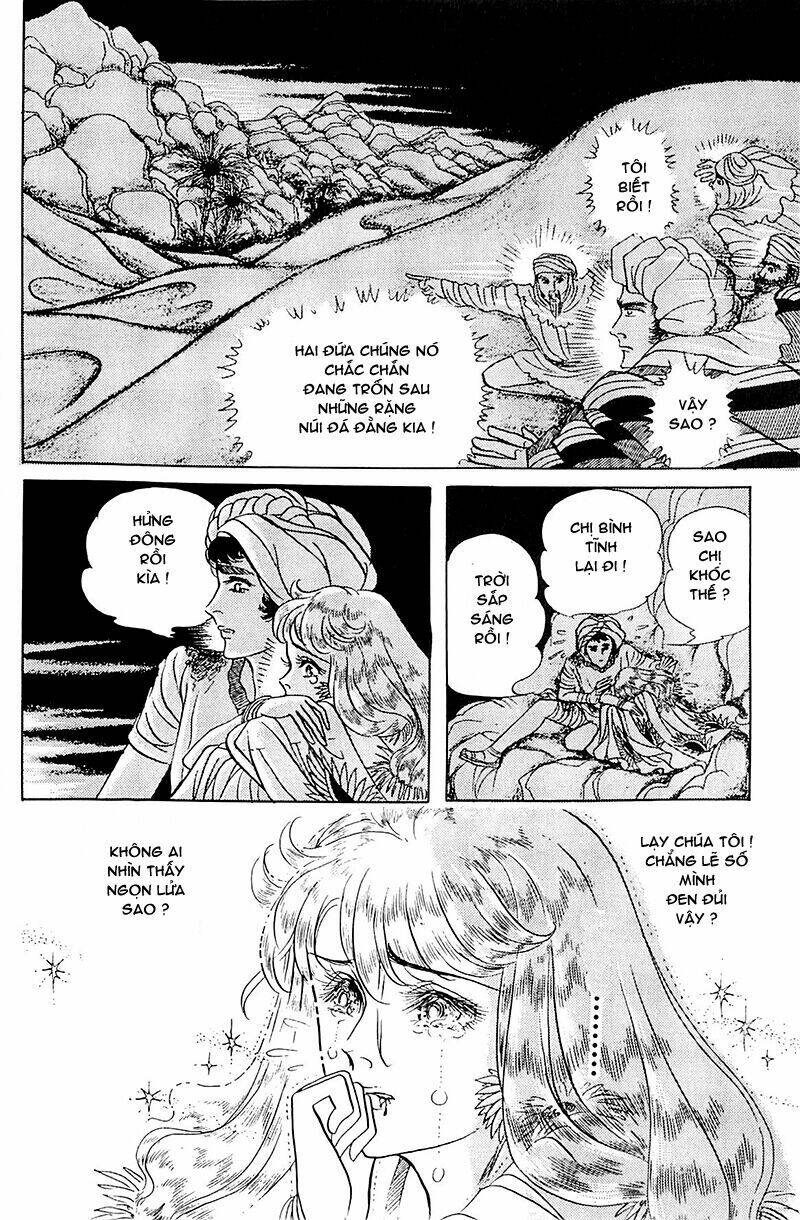 TÔI
BIẾT
RỒI !
VẬY
SAO ?
HAI ĐỨA CHÚNG NÓ
CHẮC CHẮN
ĐANG TRỐN SAU
NHỮNG RẶNG
NÚI ĐÁ ĐẰNG KIA !
SAO
CHỊ
KHÓC
THẾ ?
CHỊ BÌNH
TĨNH
LẠI ĐI !
TRỜI
SẮP
SÁNG
RỒI !
HỬNG
ĐÔNG
RỒI
KÌA !
LẠY CHÚA TÔI !
CHẲNG LẼ SỐ
MÌNH
ĐEN ĐỦI
VẬY ?
KHÔNG AI
NHÌN THẤY
NGỌN LỬA
SAO ?